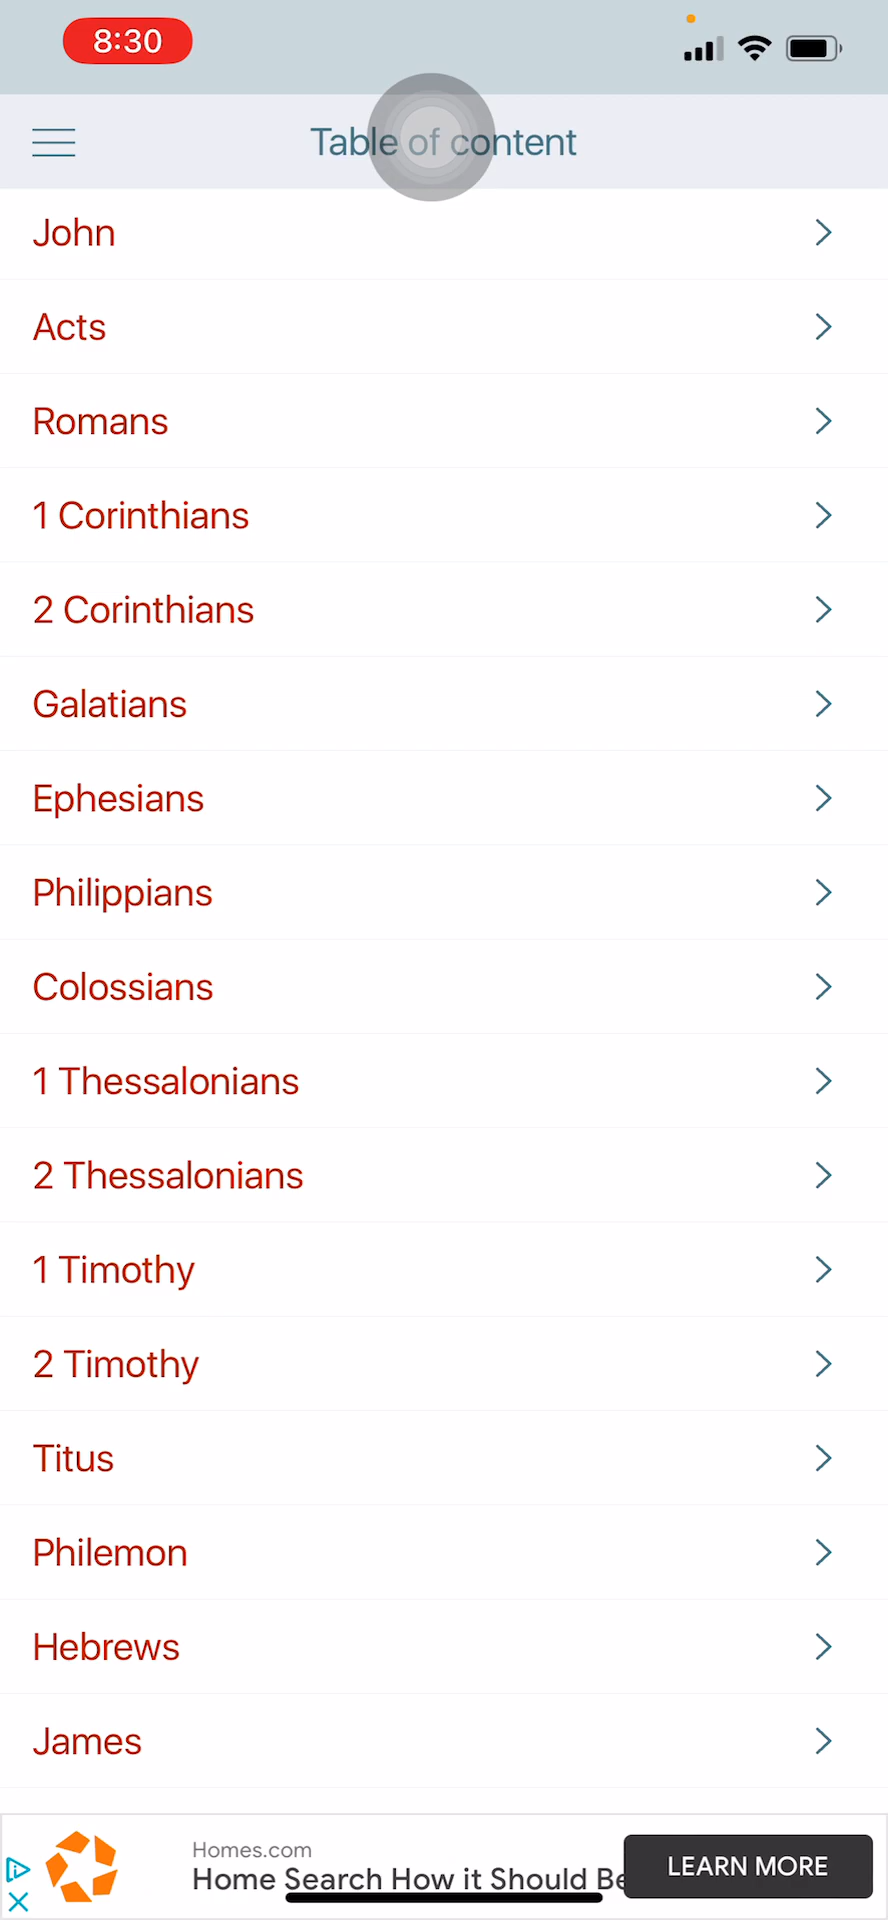 8:30
Table of content
John
Acts
Romans
1 Corinthians
2 Corinthians
Galatians
Ephesians
Philippians
Colossians
1 Thessalonians
2 Thessalonians
1 Timothy
2 Timothy
Titus
Philemon
Hebrews
James
Homes.com
Home Search How it Should Be
LEARN MORE